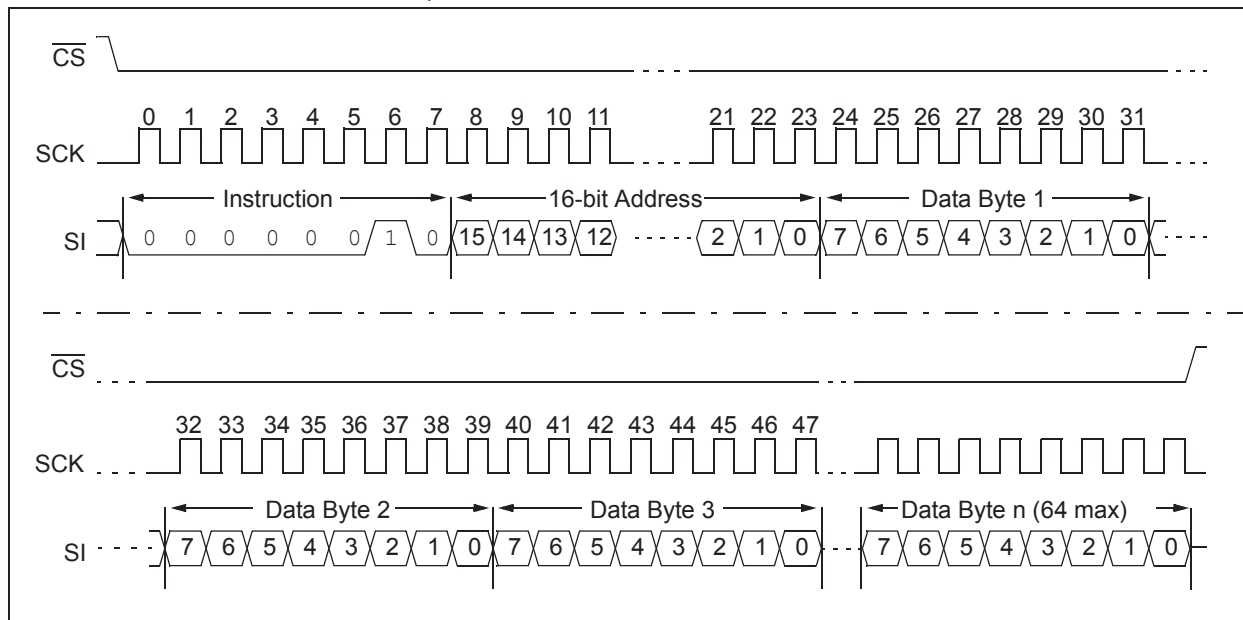 CS
0 1 2 3 4 5 6 7 8 9 10 11 21 22 23 24 25 26 27 28 29 30 31
SCK
Instruction 16-bit Address Data Byte 1
SI 0 0 0 0 0 0 1 0 15 14 13 12 2 1 0 7 6 5 4 3 2 1 0
CS
32 33 34 35 36 37 38 39 40 41 42 43 44 45 46 47
SCK
Data Byte 2 Data Byte 3 Data Byte n (64 max)
SI 7 6 5 4 3 2 1 0 7 6 5 4 3 2 1 0 7 6 5 4 3 2 1 0